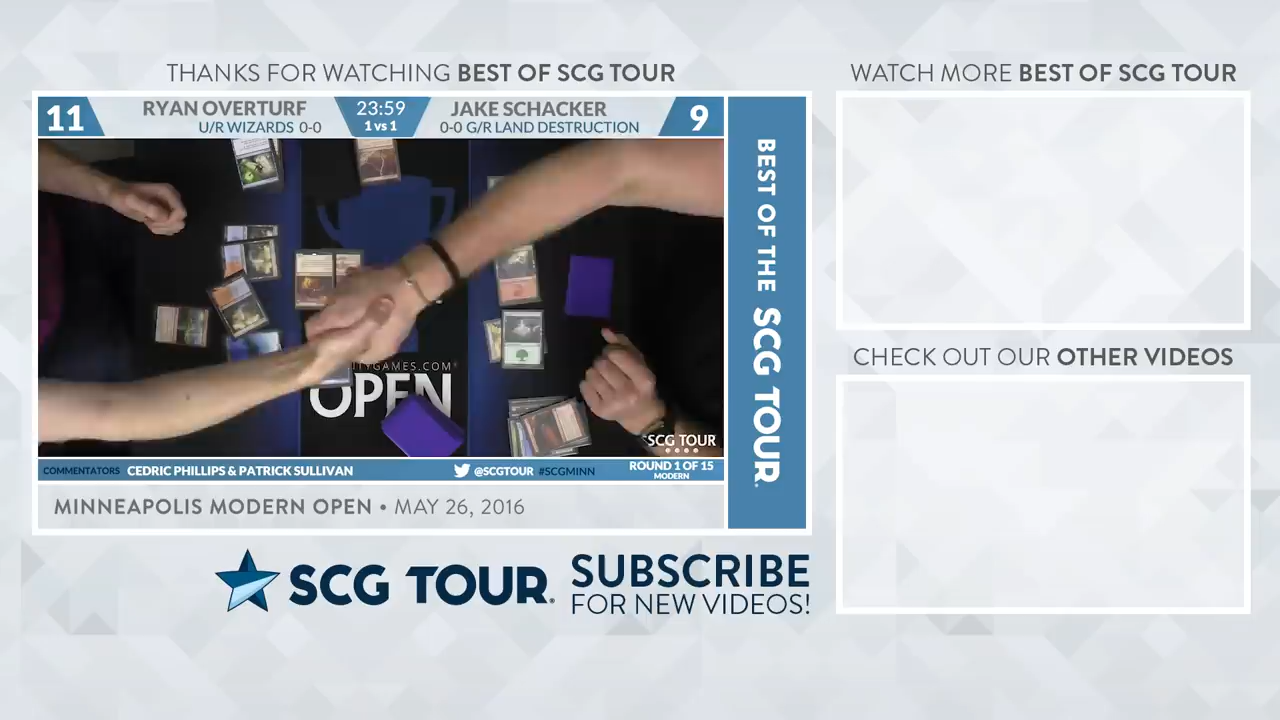 THANKS FOR WATCHING BEST OF SCG TOUR
WATCH MORE BEST OF SCG TOUR
11
RYAN OVERTURF
U/R WIZARDS 0-0
23:59
1 vs 1
JAKE SCHACKER
0-0 G/R LAND DESTRUCTION
9
BEST OF THE SCG TOUR
ITYGAMES.COM
OPEN
SCG TOUR
COMMENTATORS CEDRIC PHILLIPS & PATRICK SULLIVAN
@SCGTOUR #SCGMINN
ROUND 1 OF 15
MODERN
MINNEAPOLIS MODERN OPEN • MAY 26, 2016
CHECK OUT OUR OTHER VIDEOS
SCG TOUR
SUBSCRIBE
FOR NEW VIDEOS!